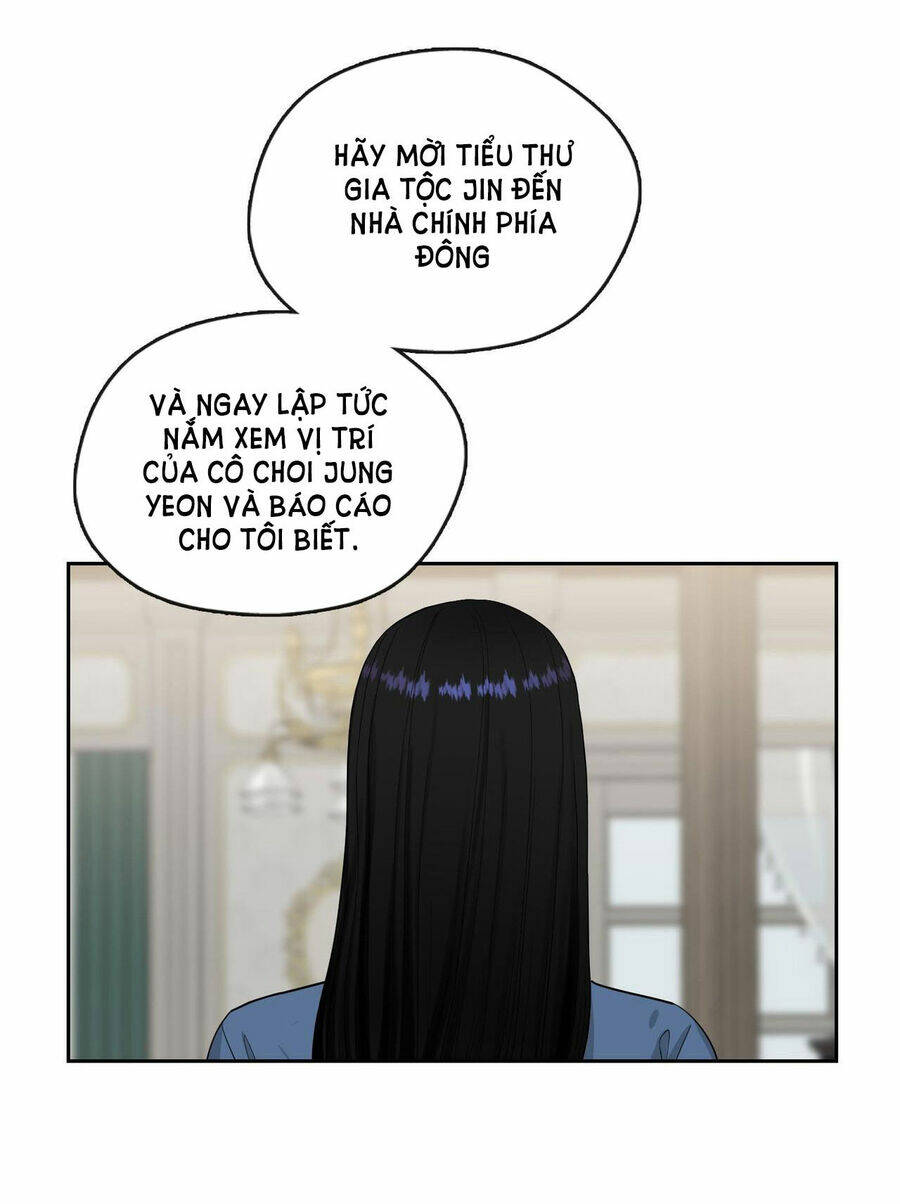 HÃY MỜI TIỂU THƯ
GIA TỘC JIN ĐẾN
NHÀ CHÍNH PHÍA
ĐÔNG
VÀ NGAY LẬP TỨC
NẮM XEM VỊ TRÍ
CỦA CÔ CHOI JUNG
YEON VÀ BÁO CÁO
CHO TÔI BIẾT.